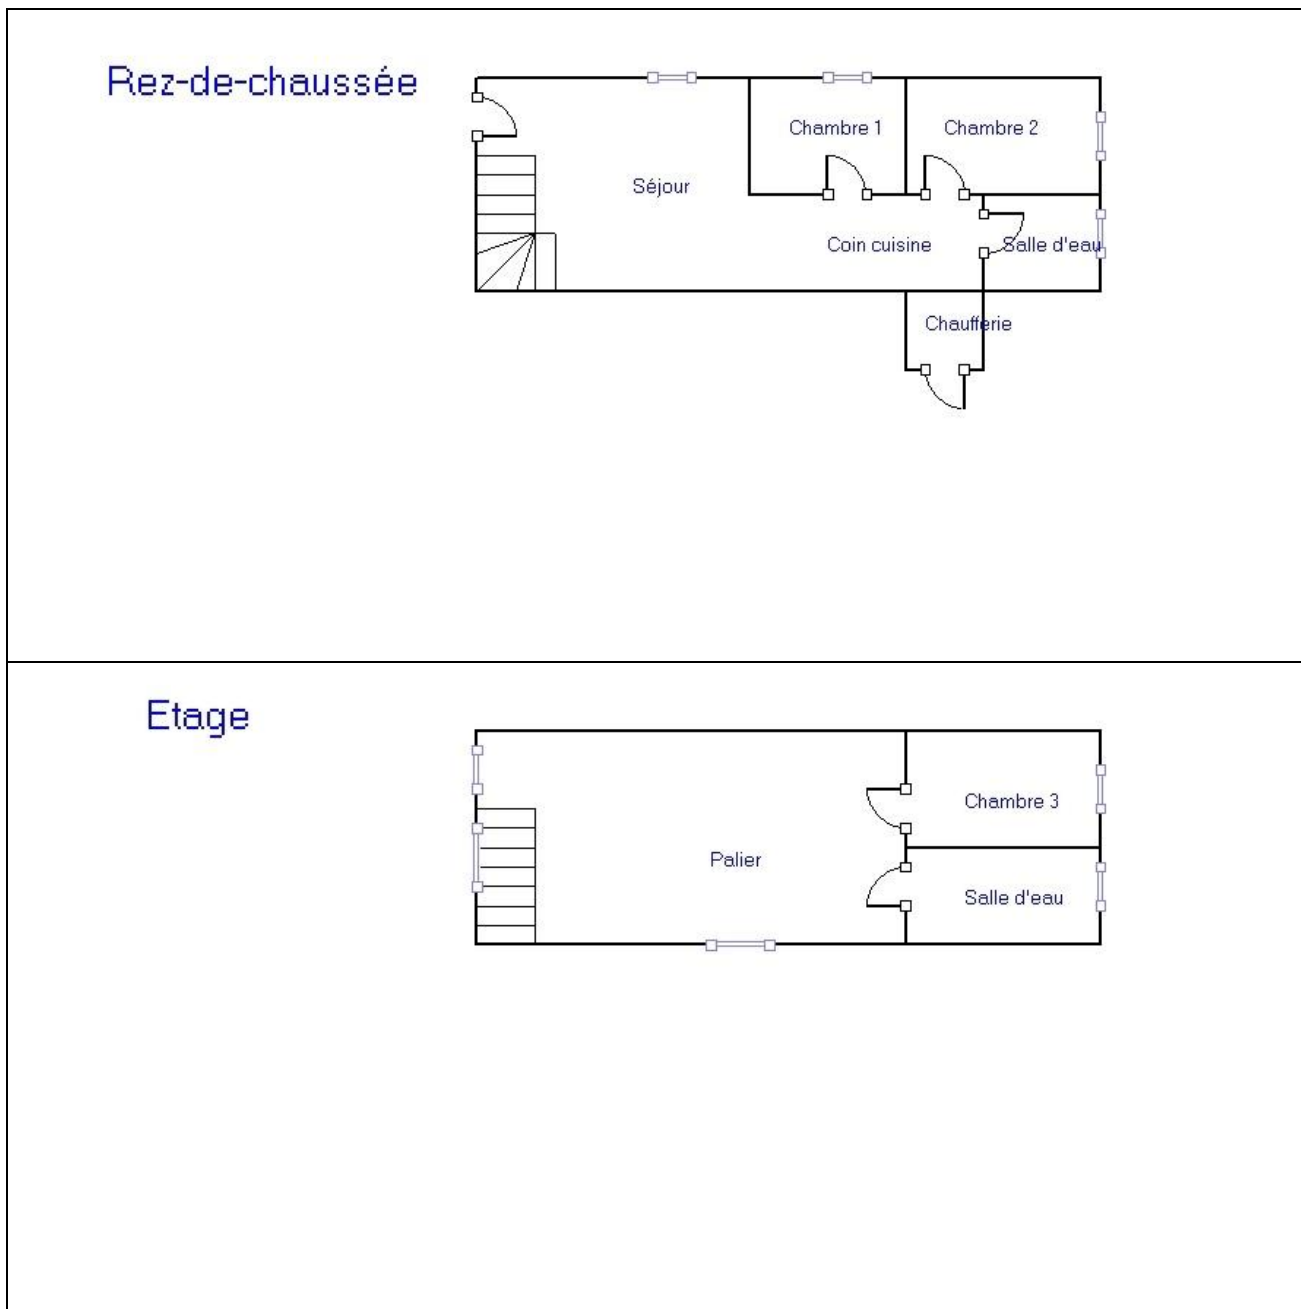 Rez-de-chaussée
Chambre 1
Chambre 2
Séjour
Coin cuisine
Salle d'eau
Chaufferie
Etage
Chambre 3
Palier
Salle d'eau